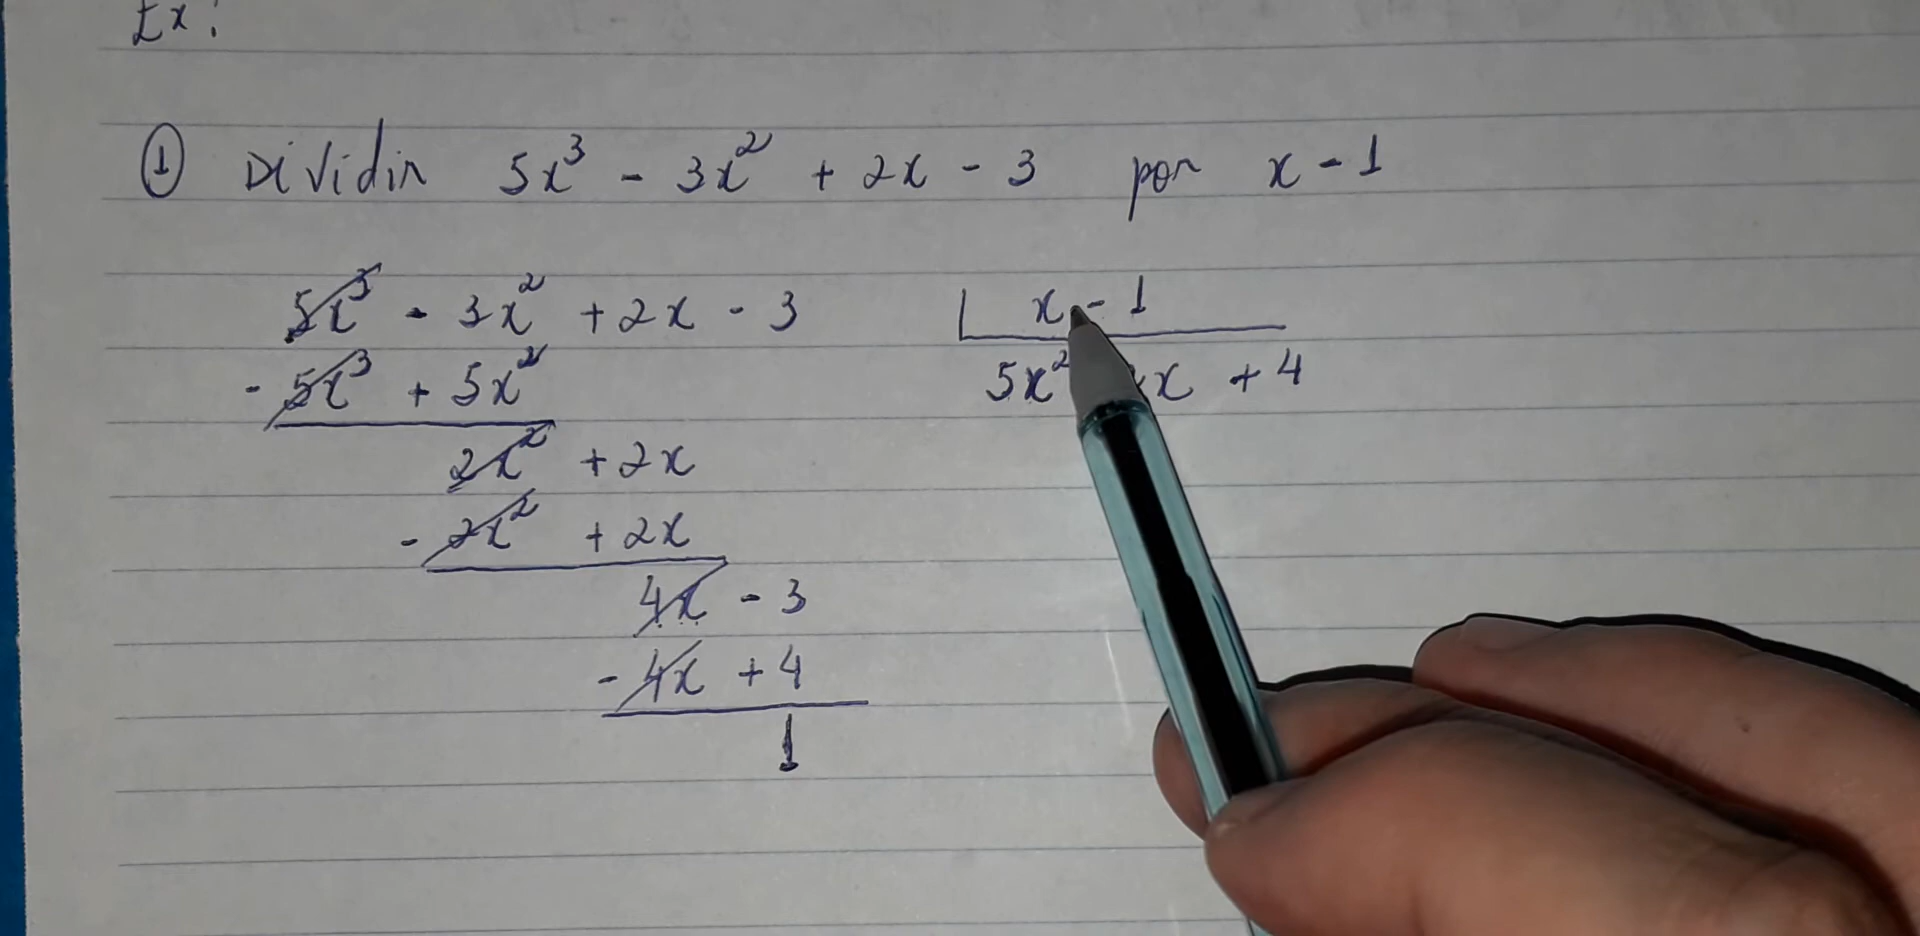 Ex:
① Dividir 5x³ - 3x² + 2x - 3 por x - 1
5x³ - 3x² + 2x - 3 | x - 1
- 5x³ + 5x² 5x² x + 4
2x² + 2x
- 2x² + 2x
4x - 3
- 4x + 4
1